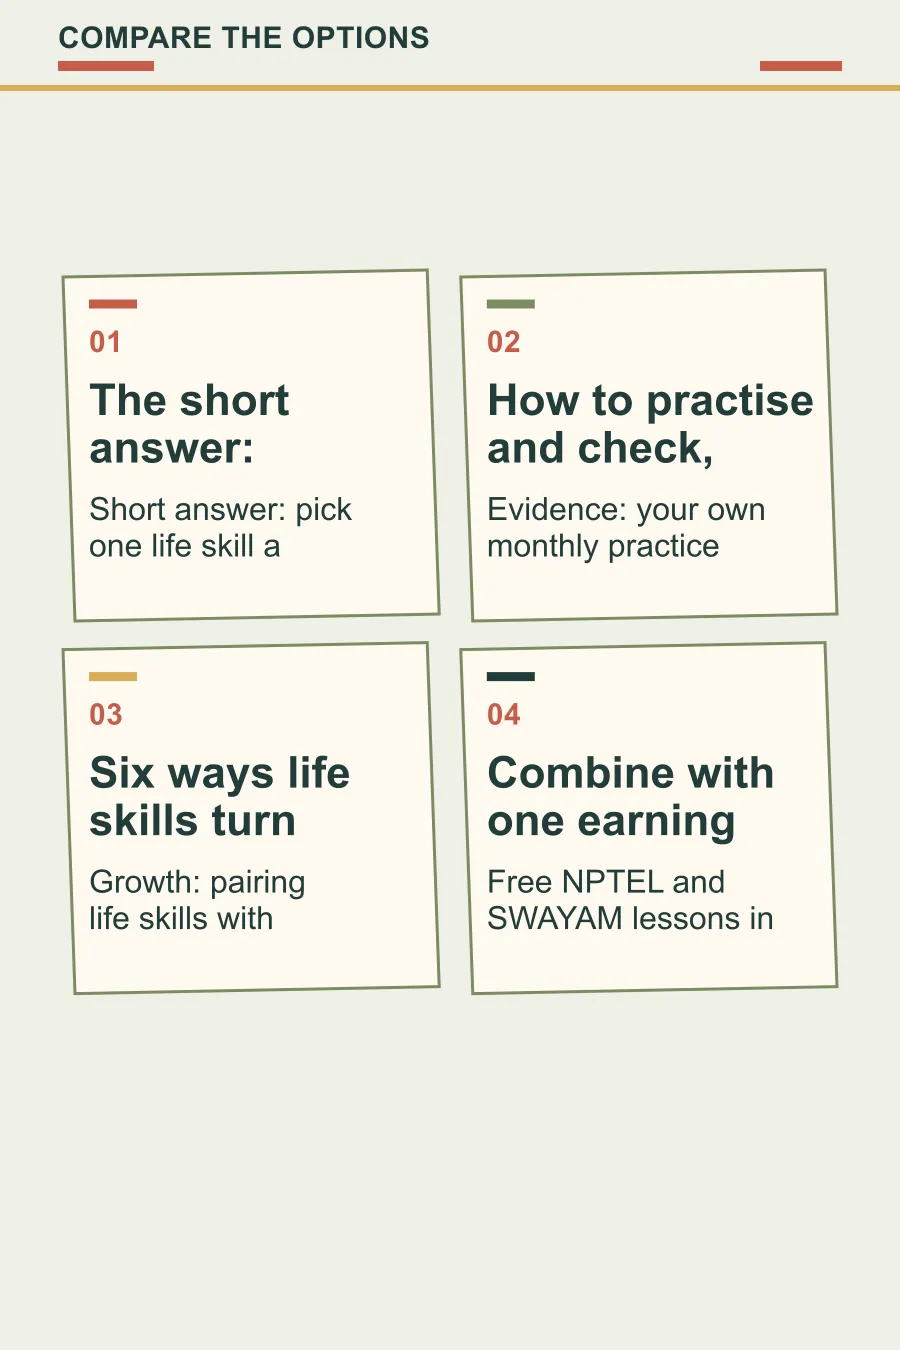 COMPARE THE OPTIONS
01
The short
answer:
Short answer: pick
one life skill a
02
How to practise
and check,
Evidence: your own
monthly practice
03
Six ways life
skills turn
Growth: pairing
life skills with
04
Combine with
one earning
Free NPTEL and
SWAYAM lessons in